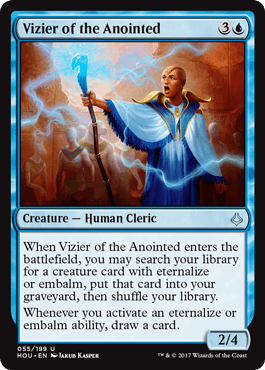 Vizier of the Anointed 3
Creature — Human Cleric
When Vizier of the Anointed enters the
battlefield, you may search your library
for a creature card with eternalize
or embalm, put that card into your
graveyard, then shuffle your library.
Whenever you activate an eternalize or
embalm ability, draw a card.
2/4
055/199 U
HOU • EN Jakub Kasper
™ & © 2017 Wizards of the Coast